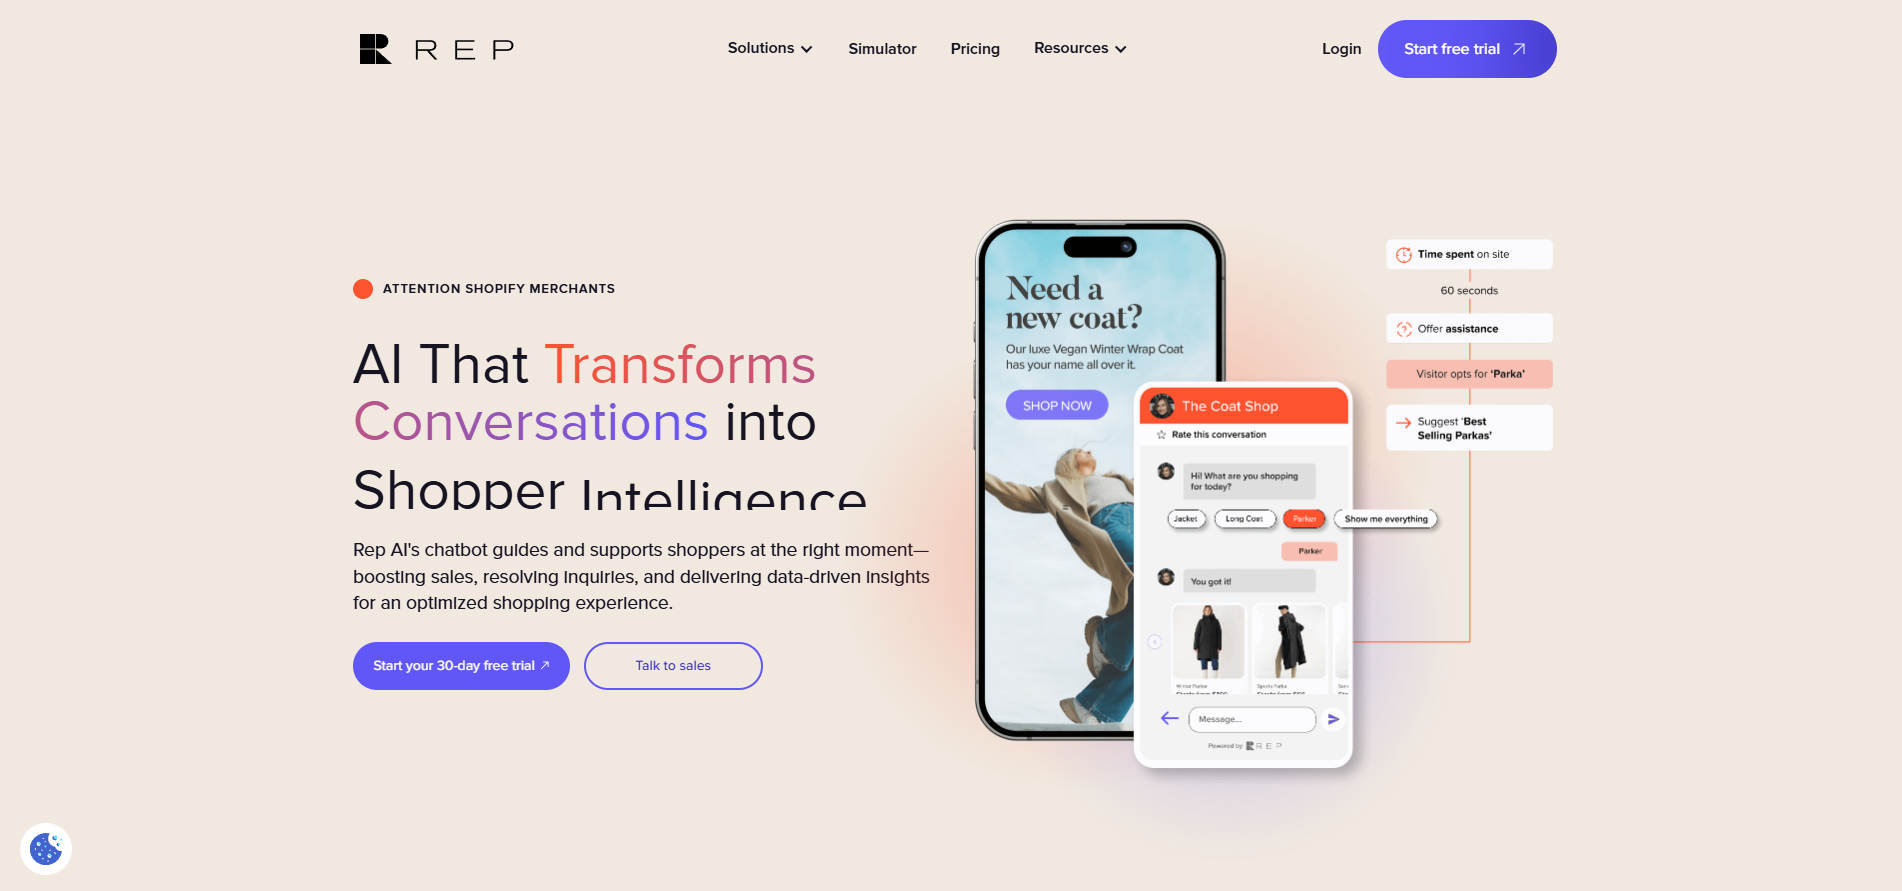 REP
Solutions
Simulator
Pricing
Resources
Login
Start free trial
ATTENTION SHOPIFY MERCHANTS
AI That Transforms
Conversations into
Shopper Intelligence
Rep AI's chatbot guides and supports shoppers at the right moment—
boosting sales, resolving inquiries, and delivering data-driven insights
for an optimized shopping experience.
Start your 30-day free trial
Talk to sales
Need a
new coat?
Our luxe Vegan Winter Wrap Coat
has your name all over it.
SHOP NOW
The Coat Shop
Rate this conversation
Hi! What are you shopping
for today?
Jacket
Long Coat
Parker
Show me everything
Parker
You got it!
Winter Parker
Message...
Powered by REP
Time spent on site
60 seconds
Offer assistance
Visitor opts for 'Parka'
Suggest 'Best
Selling Parkas'